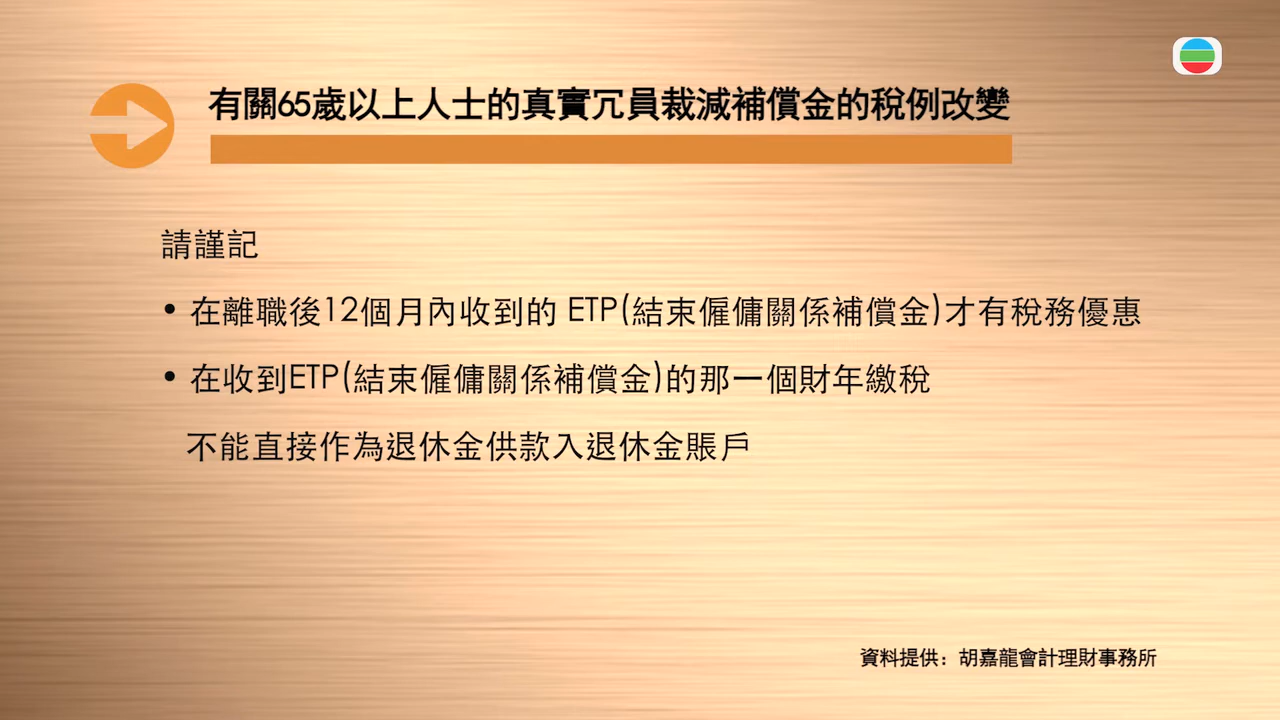 有關65歲以上人士的真實冗員裁減補償金的稅例改變
請謹記
• 在離職後12個月內收到的 ETP(結束僱傭關係補償金)才有稅務優惠
• 在收到ETP(結束僱傭關係補償金)的那一個財年繳稅
不能直接作為退休金供款入退休金賬戶
資料提供：胡嘉龍會計理財事務所